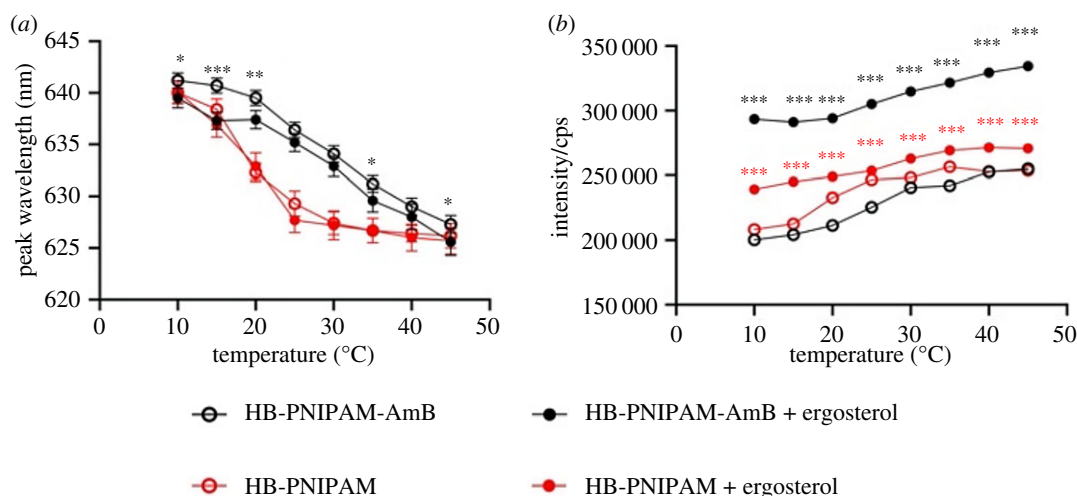 (a)
645
640
635
630
625
620
peak wavelength (nm)
* *** ** * *
0 10 20 30 40 50
temperature (°C)
(b)
350 000
300 000
250 000
200 000
150 000
intensity/cps
*** *** *** *** *** *** *** ***
*** *** *** *** *** *** *** ***
0 10 20 30 40 50
temperature (°C)
HB-PNIPAM-AmB
HB-PNIPAM-AmB + ergosterol
HB-PNIPAM
HB-PNIPAM + ergosterol